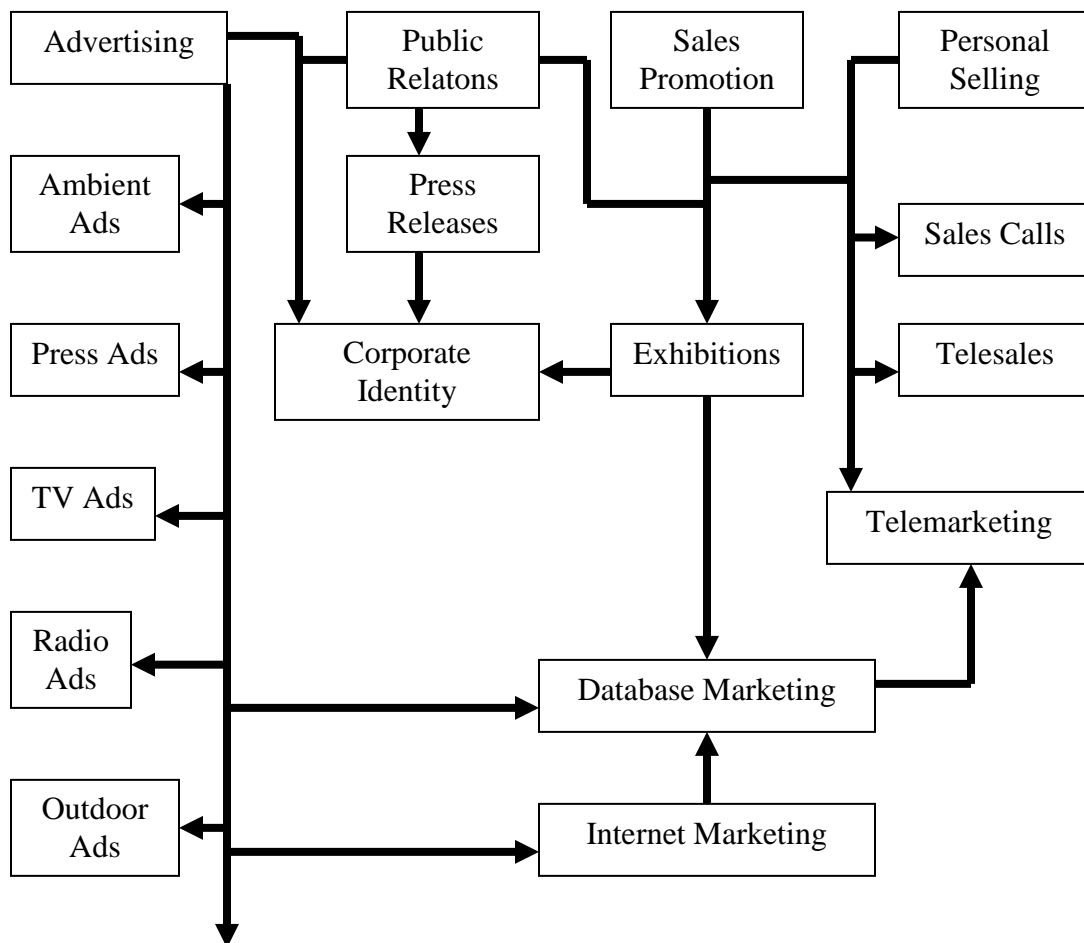 Advertising
Public
Relatons
Sales
Promotion
Personal
Selling
Ambient
Ads
Press
Releases
Sales Calls
Press Ads
Corporate
Identity
Exhibitions
Telesales
TV Ads
Telemarketing
Radio
Ads
Database Marketing
Outdoor
Ads
Internet Marketing